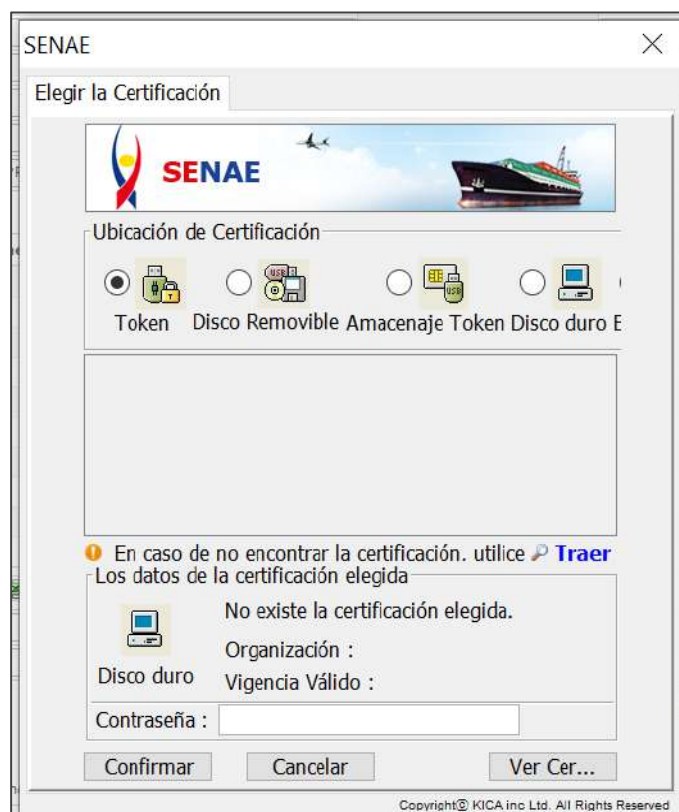 SENAE
Elegir la Certificación
SENAE
Ubicación de Certificación
Token
Disco Removible
Amacenaje Token
Disco duro
En caso de no encontrar la certificación. utilice Traer
Los datos de la certificación elegida
No existe la certificación elegida.
Organización :
Disco duro
Vigencia Válido :
Contraseña :
Confirmar
Cancelar
Ver Cer...
Copyright© KICA inc Ltd. All Rights Reserved